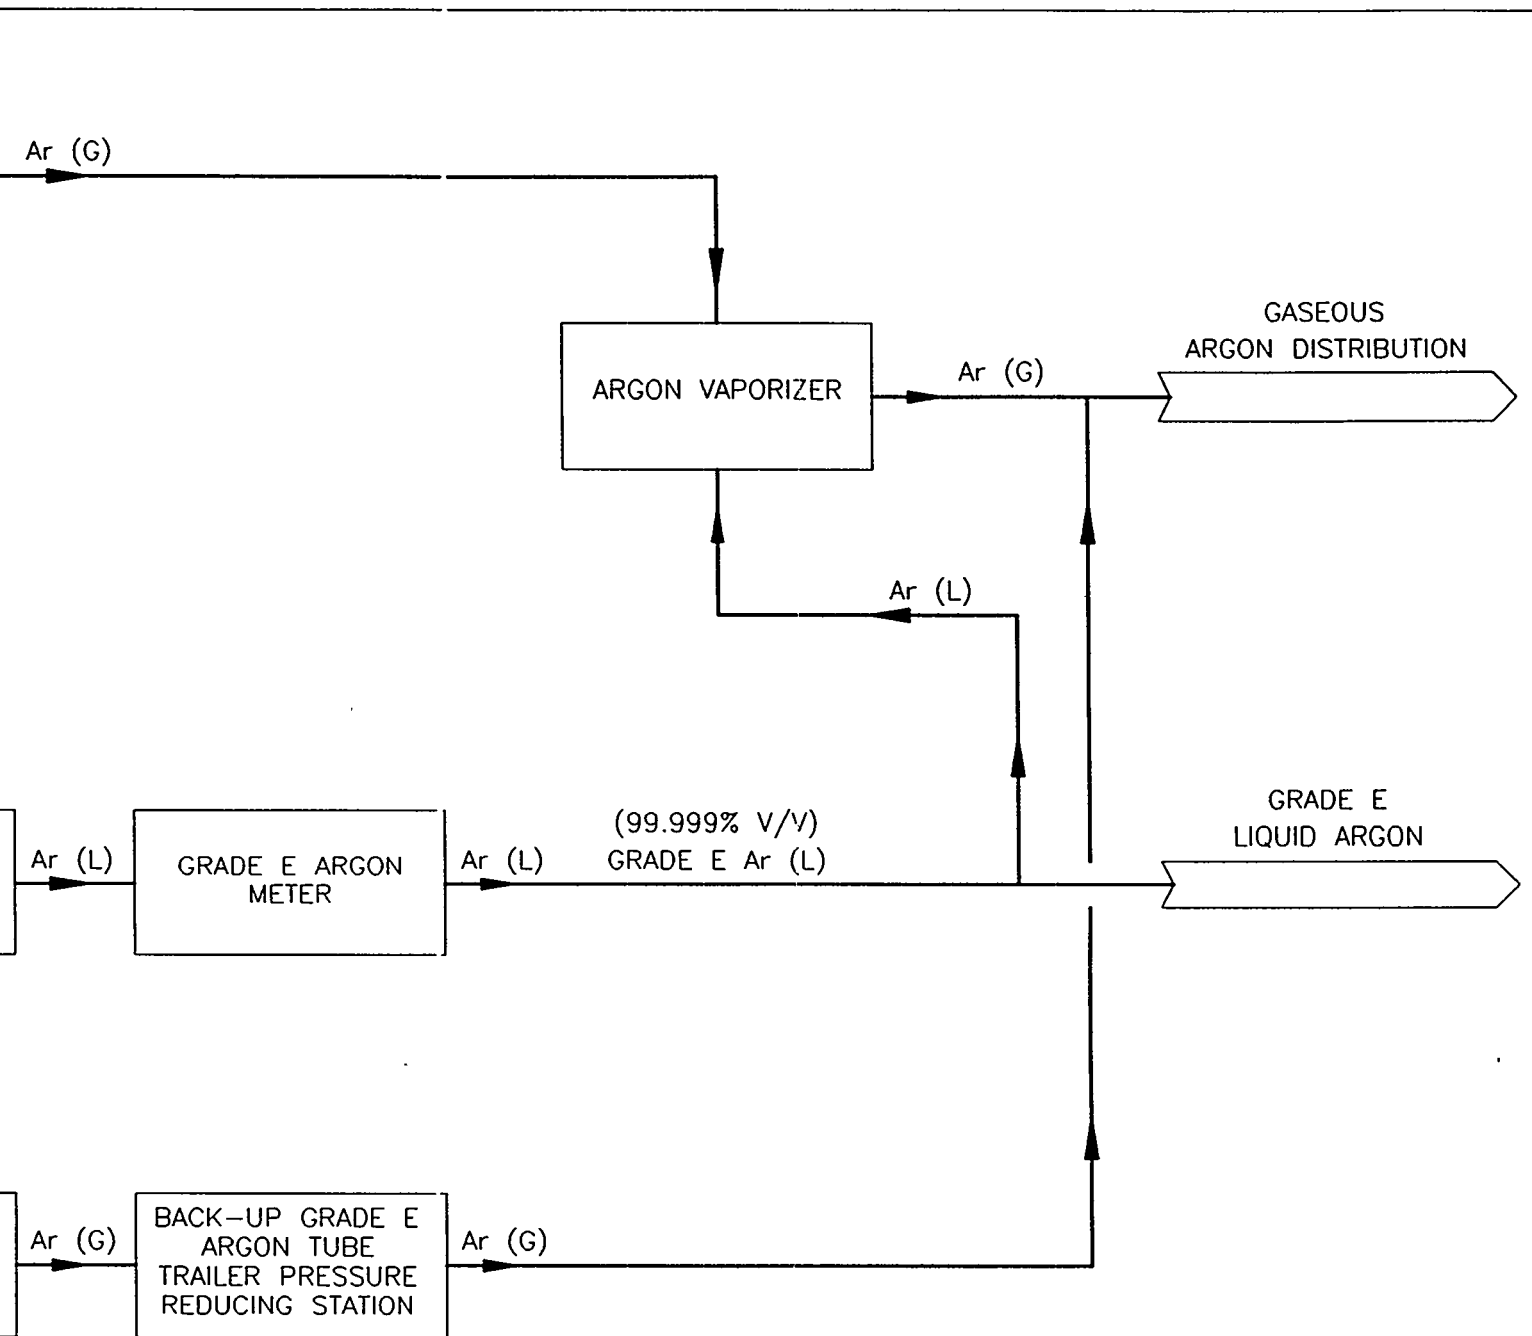 Ar (G)
GASEOUS
ARGON DISTRIBUTION
Ar (G)
ARGON VAPORIZER
Ar (L)
GRADE E
LIQUID ARGON
(99.999% V/V)
Ar (L)
GRADE E ARGON
METER
Ar (L)
GRADE E Ar (L)
Ar (G)
BACK-UP GRADE E
ARGON TUBE
TRAILER PRESSURE
REDUCING STATION
Ar (G)